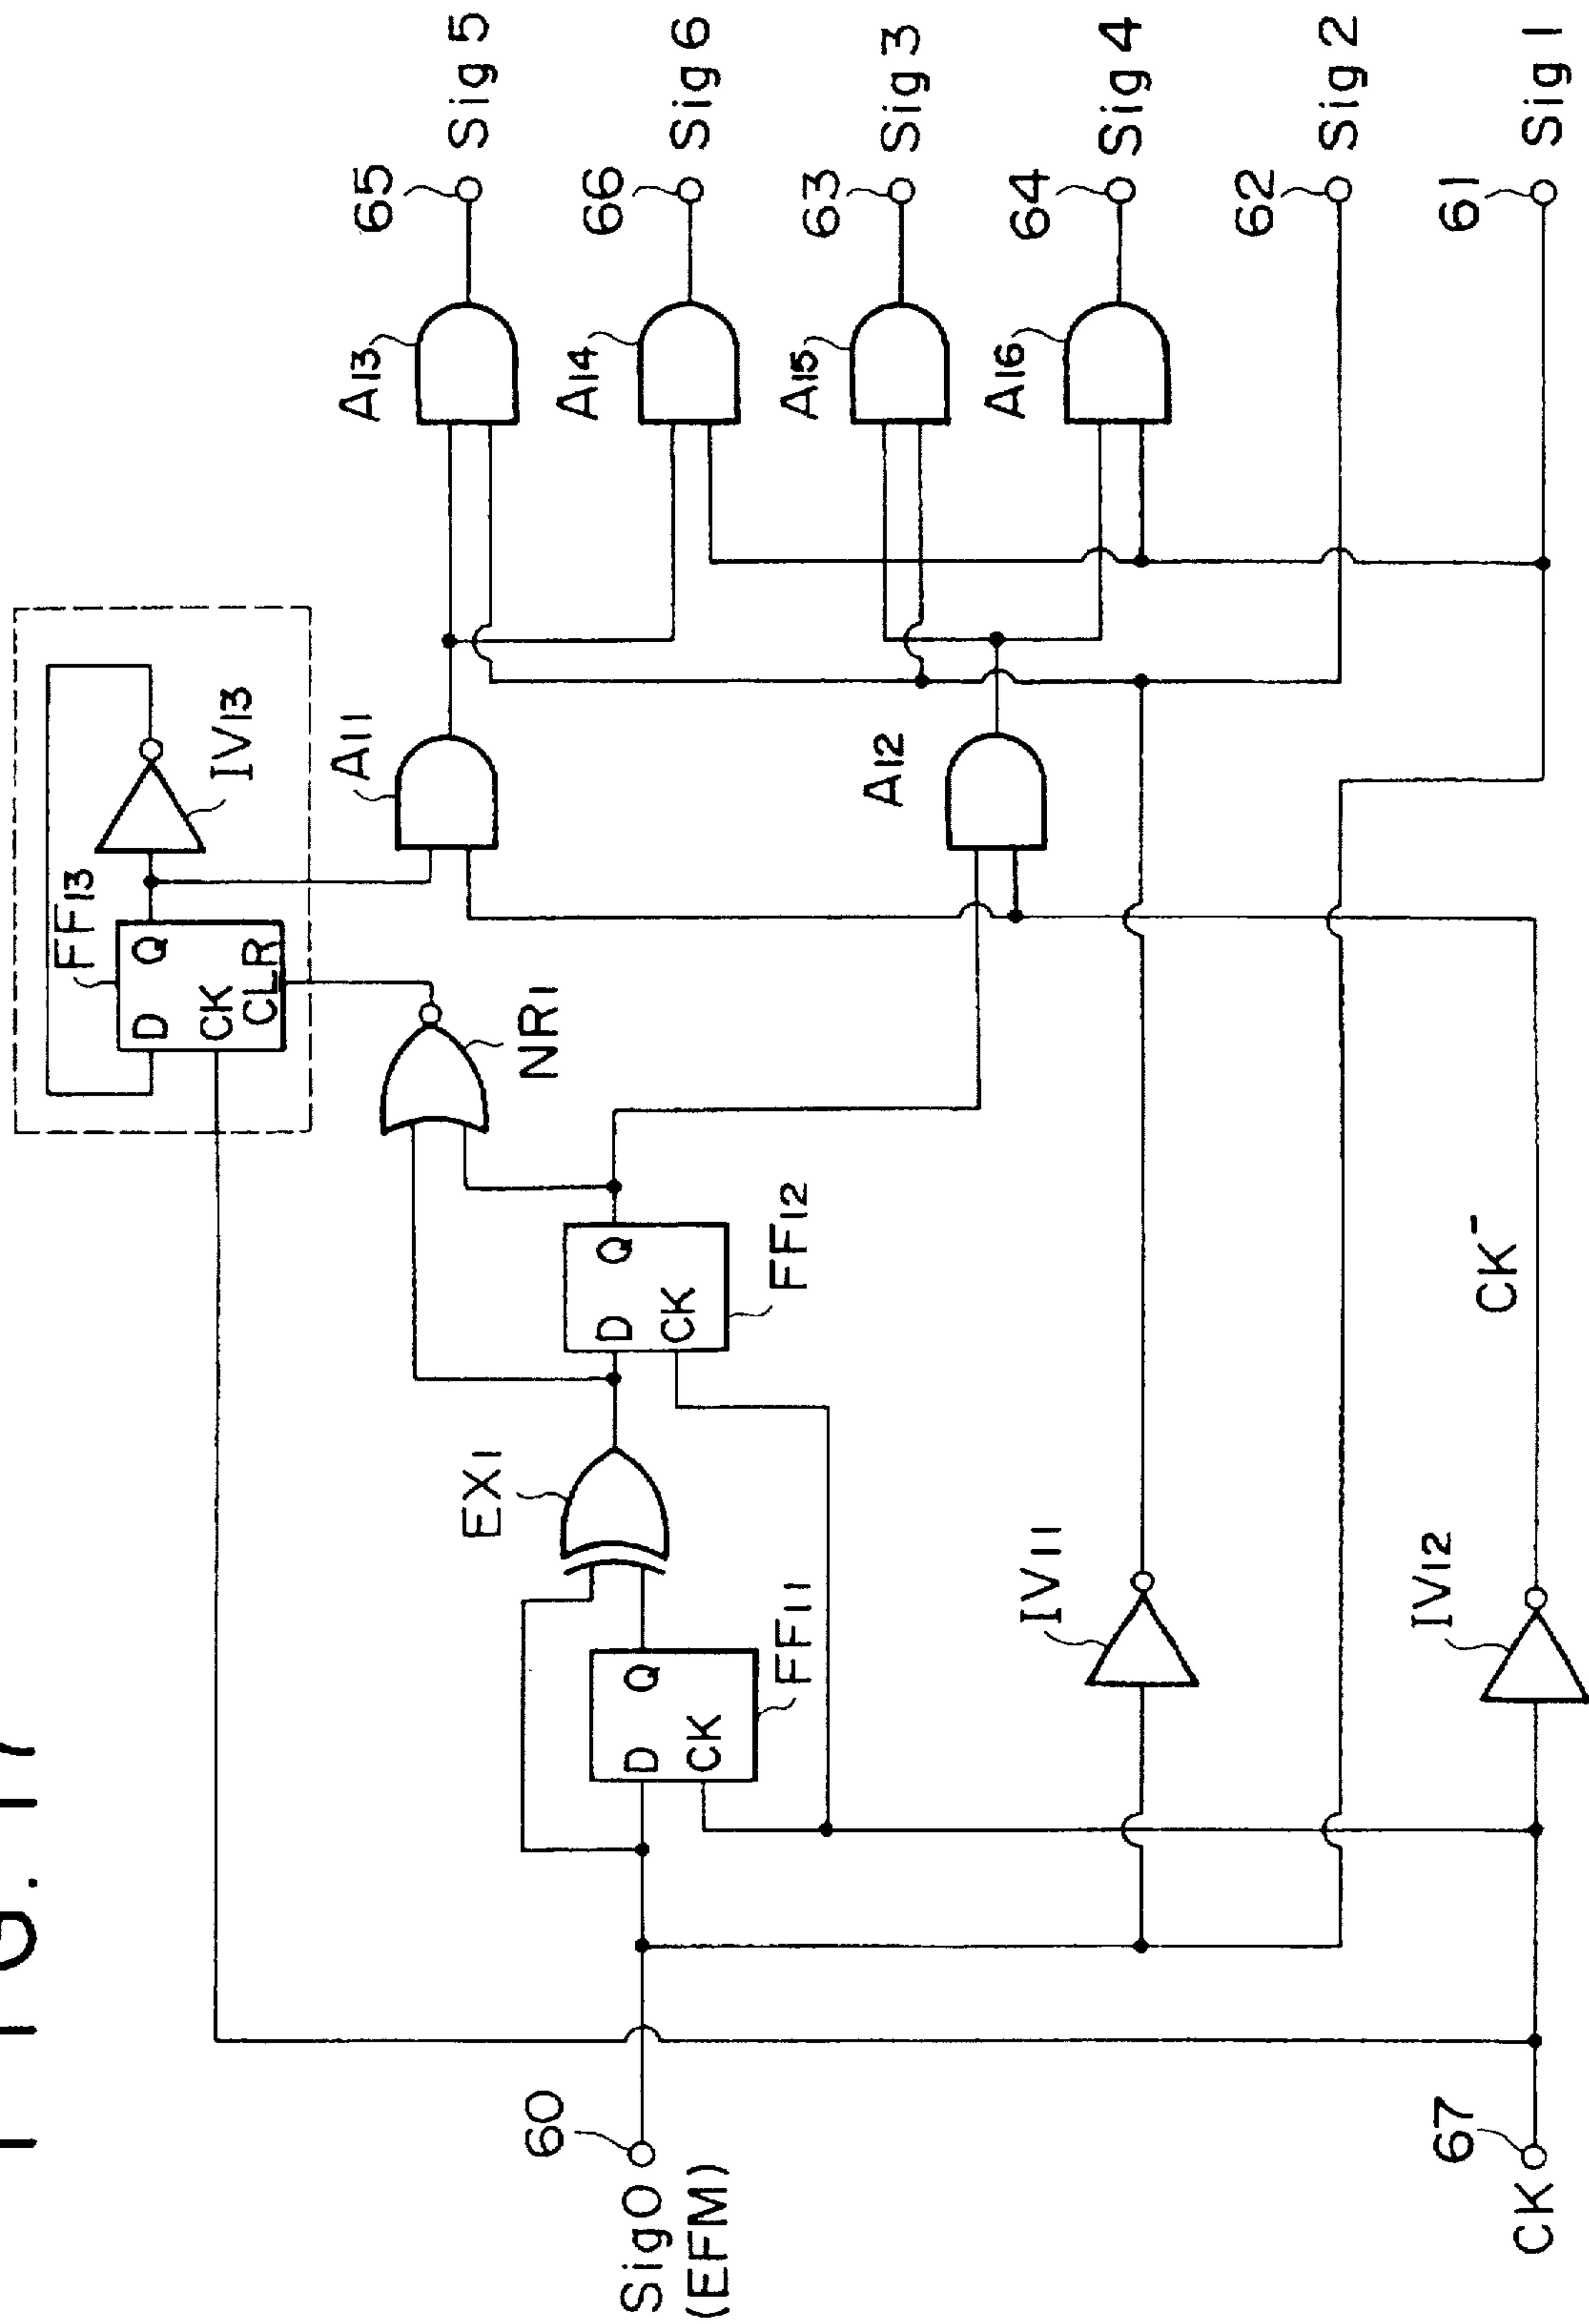 FIG. 17
FF13
D
Q
CK
CLR
IV13
A11
NR1
A13
65
Sig 5
A14
66
Sig 6
A15
63
Sig 3
A16
64
Sig 4
62
Sig 2
61
Sig 1
A12
EX1
D
Q
CK
FF12
D
Q
CK
FF11
60
Sig0
(EFM)
IV11
IV12
CK-
67
CK